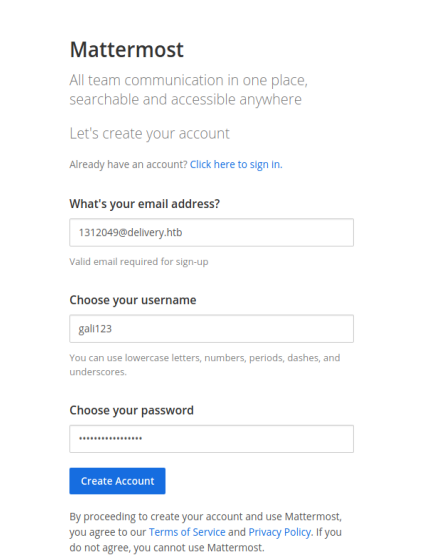 Mattermost
All team communication in one place,
searchable and accessible anywhere
Let's create your account
Already have an account? Click here to sign in.
What's your email address?
1312049@delivery.htb
Valid email required for sign-up
Choose your username
gali123
You can use lowercase letters, numbers, periods, dashes, and
underscores.
Choose your password
••••••••••••••••
Create Account
By proceeding to create your account and use Mattermost,
you agree to our Terms of Service and Privacy Policy. If you
do not agree, you cannot use Mattermost.